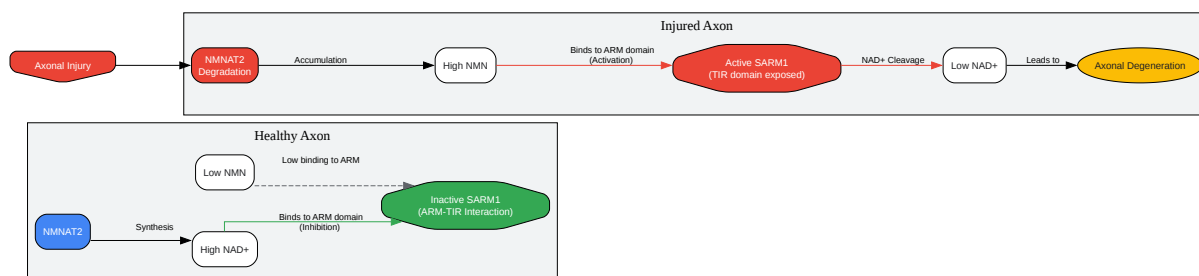 Injured Axon
Axonal Injury
NMNAT2
Degradation
Accumulation
High NMN
Binds to ARM domain
(Activation)
Active SARM1
(TIR domain exposed)
NAD+ Cleavage
Low NAD+
Leads to
Axonal Degeneration
Healthy Axon
Low NMN
Low binding to ARM
Inactive SARM1
(ARM-TIR Interaction)
NMNAT2
Synthesis
High NAD+
Binds to ARM domain
(Inhibition)